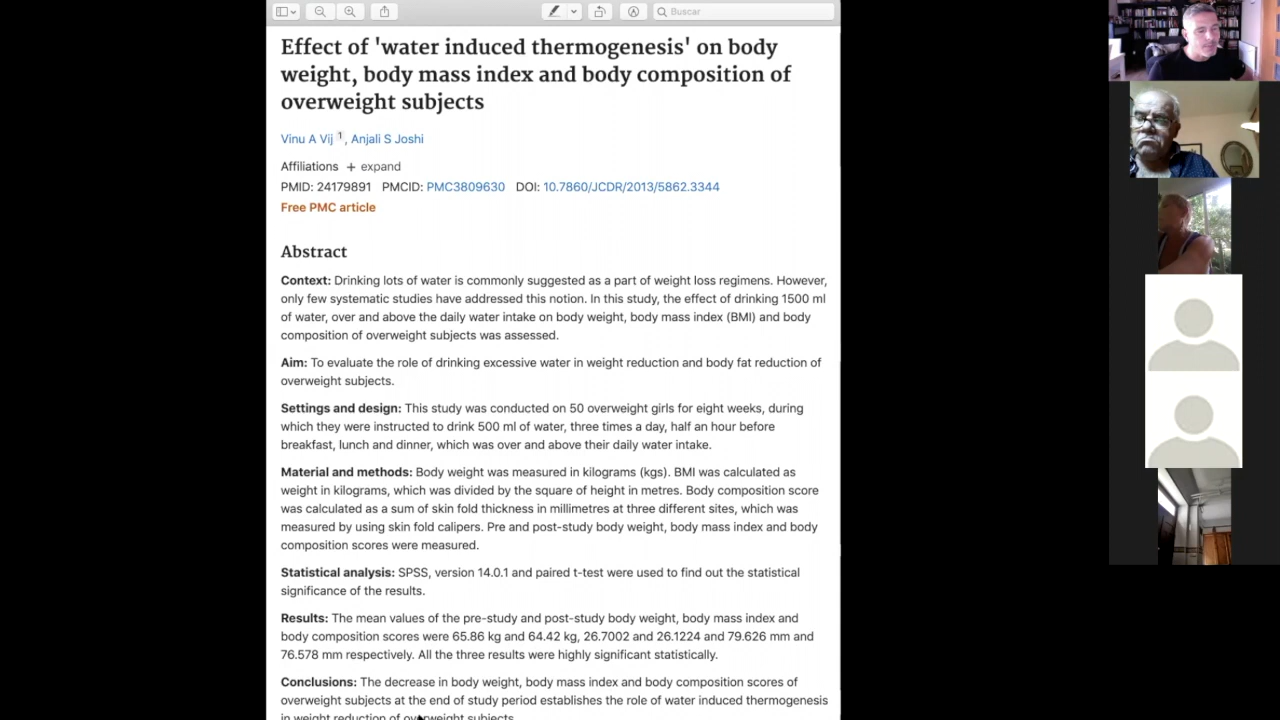 Buscar
Effect of 'water induced thermogenesis' on body
weight, body mass index and body composition of
overweight subjects
Vinu A Vij 1, Anjali S Joshi
Affiliations + expand
PMID: 24179891 PMCID: PMC3809630 DOI: 10.7860/JCDR/2013/5862.3344
Free PMC article
Abstract
Context: Drinking lots of water is commonly suggested as a part of weight loss regimens. However,
only few systematic studies have addressed this notion. In this study, the effect of drinking 1500 ml
of water, over and above the daily water intake on body weight, body mass index (BMI) and body
composition of overweight subjects was assessed.
Aim: To evaluate the role of drinking excessive water in weight reduction and body fat reduction of
overweight subjects.
Settings and design: This study was conducted on 50 overweight girls for eight weeks, during
which they were instructed to drink 500 ml of water, three times a day, half an hour before
breakfast, lunch and dinner, which was over and above their daily water intake.
Material and methods: Body weight was measured in kilograms (kgs). BMI was calculated as
weight in kilograms, which was divided by the square of height in metres. Body composition score
was calculated as a sum of skin fold thickness in millimetres at three different sites, which was
measured by using skin fold calipers. Pre and post-study body weight, body mass index and body
composition scores were measured.
Statistical analysis: SPSS, version 14.0.1 and paired t-test were used to find out the statistical
significance of the results.
Results: The mean values of the pre-study and post-study body weight, body mass index and
body composition scores were 65.86 kg and 64.42 kg, 26.7002 and 26.1224 and 79.626 mm and
76.578 mm respectively. All the three results were highly significant statistically.
Conclusions: The decrease in body weight, body mass index and body composition scores of
overweight subjects at the end of study period establishes the role of water induced thermogenesis
in weight reduction of overweight subjects.